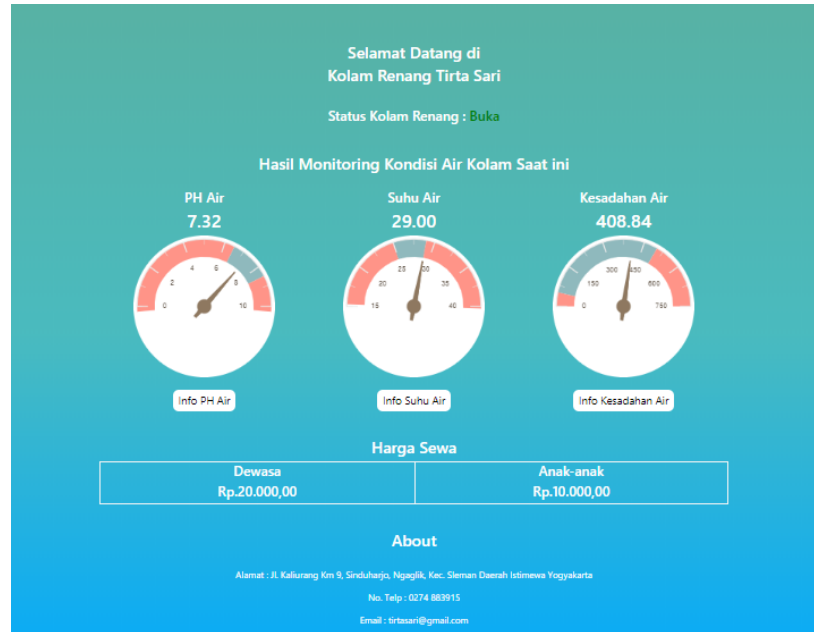 Selamat Datang di
Kolam Renang Tirta Sari
Status Kolam Renang : Buka
Hasil Monitoring Kondisi Air Kolam Saat ini
PH Air
7.32
0
2
4
6
8
10
Info PH Air
Suhu Air
29.00
15
20
25
30
35
40
Info Suhu Air
Kesadahan Air
408.84
0
150
300
450
600
750
Info Kesadahan Air
Harga Sewa
Dewasa
Rp.20.000,00
Anak-anak
Rp.10.000,00
About
Alamat : Jl. Kaliurang Km 9, Sinduharjo, Ngaglik, Kec. Sleman Daerah Istimewa Yogyakarta
No. Telp : 0274 883915
Email : tirtasari@gmail.com